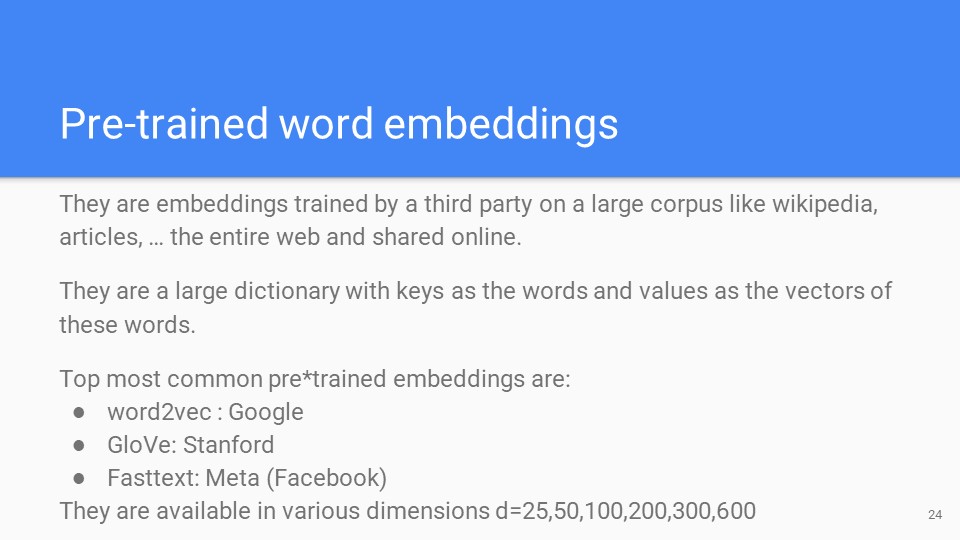 Pre-trained word embeddings
They are embeddings trained by a third party on a large corpus like wikipedia,
articles, … the entire web and shared online.
They are a large dictionary with keys as the words and values as the vectors of
these words.
Top most common pre*trained embeddings are:
● word2vec : Google
● GloVe: Stanford
● Fasttext: Meta (Facebook)
They are available in various dimensions d=25,50,100,200,300,600
24